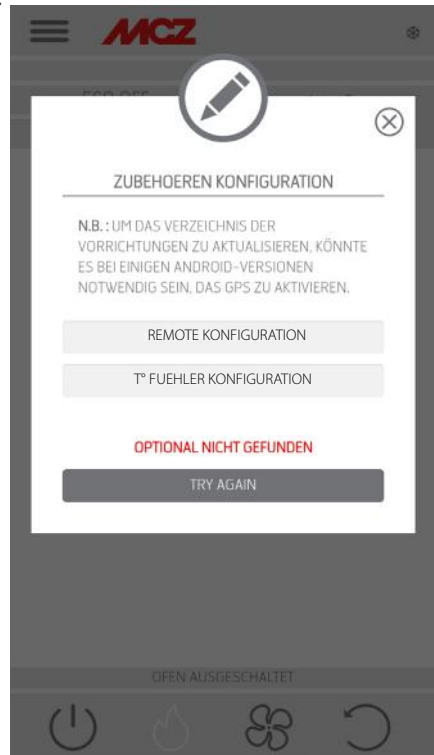 MCZ
ZUBEHOEREN KONFIGURATION
N.B. : UM DAS VERZEICHNIS DER
VORRICHTUNGEN ZU AKTUALISIEREN, KÖNNTE
ES BEI EINIGEN ANDROID-VERSIONEN
NOTWENDIG SEIN, DAS GPS ZU AKTIVIEREN.
REMOTE KONFIGURATION
T° FUEHLER KONFIGURATION
OPTIONAL NICHT GEFUNDEN
TRY AGAIN
OFEN AUSGESCHALTET